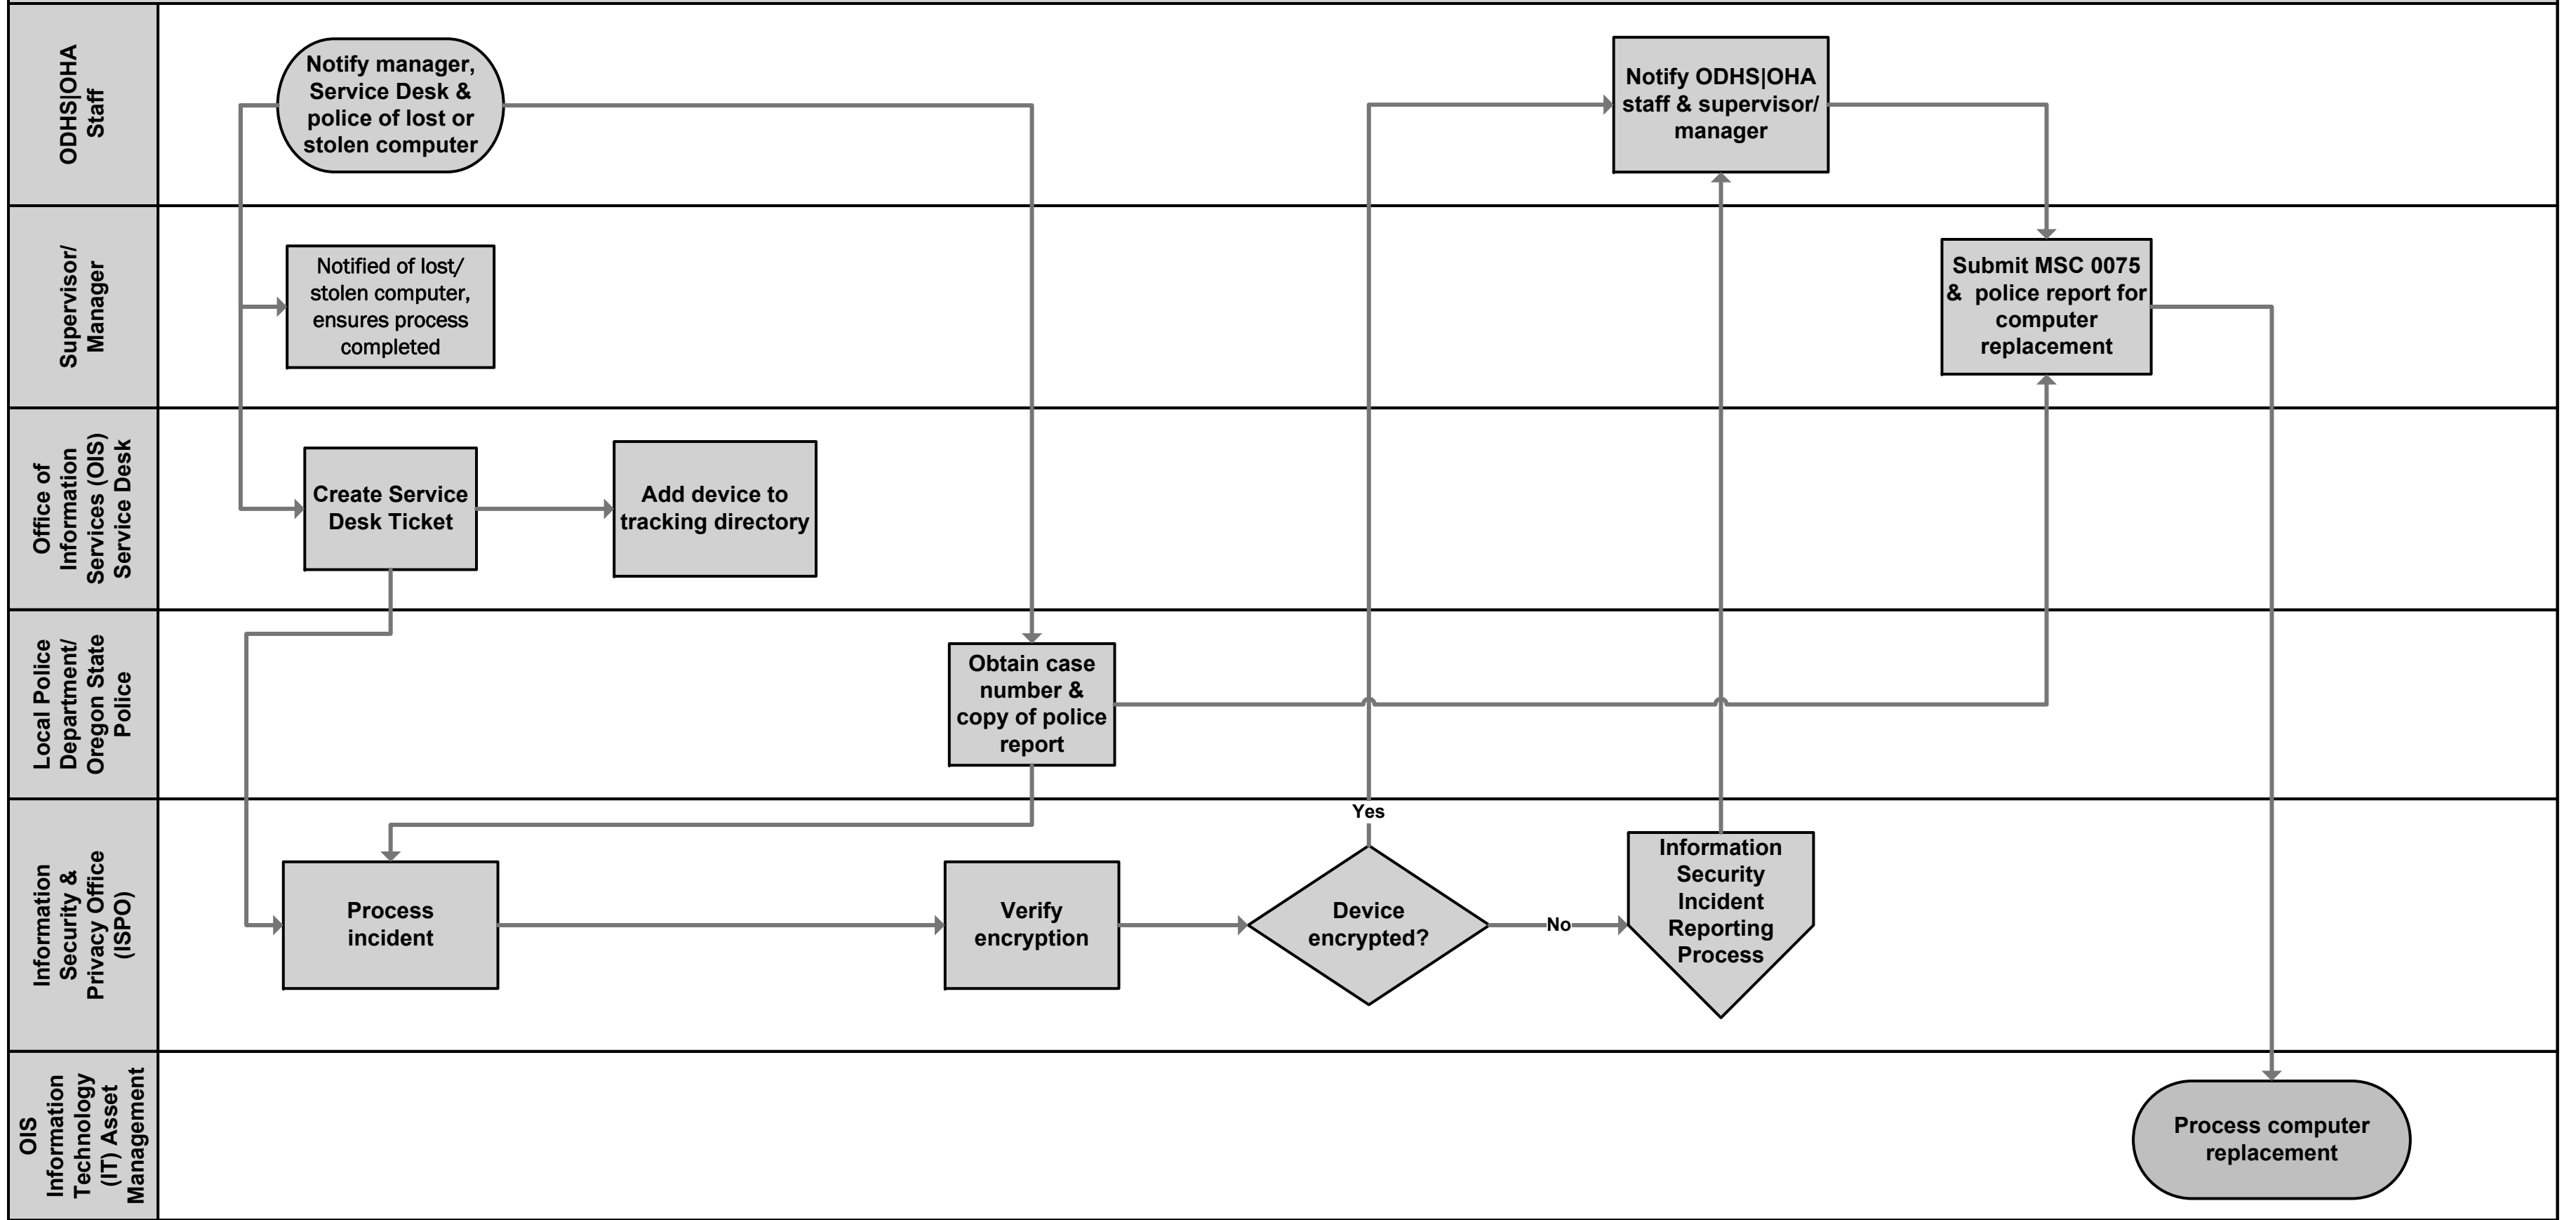 ODHS|OHA
Staff
Notify manager,
Service Desk &
police of lost or
stolen computer
Notify ODHS|OHA
staff & supervisor/
manager
Supervisor/
Manager
Notified of lost/
stolen computer,
ensures process
completed
Submit MSC 0075
& police report for
computer
replacement
Office of
Information
Services (OIS)
Service Desk
Create Service
Desk Ticket
Add device to
tracking directory
Local Police
Department/
Oregon State
Police
Obtain case
number &
copy of police
report
Information
Security &
Privacy Office
(ISPO)
Process
incident
Verify
encryption
Device
encrypted?
Yes
No
Information
Security
Incident
Reporting
Process
OIS
Information
Technology
(IT) Asset
Management
Process computer
replacement